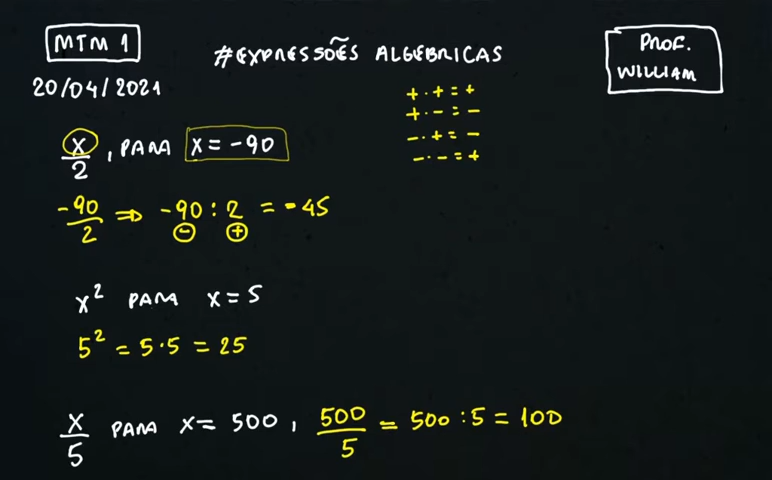 MTM 1
#EXPRESSÕES ALGEBRICAS
PROF.
WILLIAM
20/04/2021
+ · + = +
+ · - = -
- · + = -
- · - = +
x/2, PARA x = -90
-90/2 ⇒ -90 : 2 = -45
- +
x² PARA x = 5
5² = 5·5 = 25
x/5 PARA x = 500, 500/5 = 500 : 5 = 100